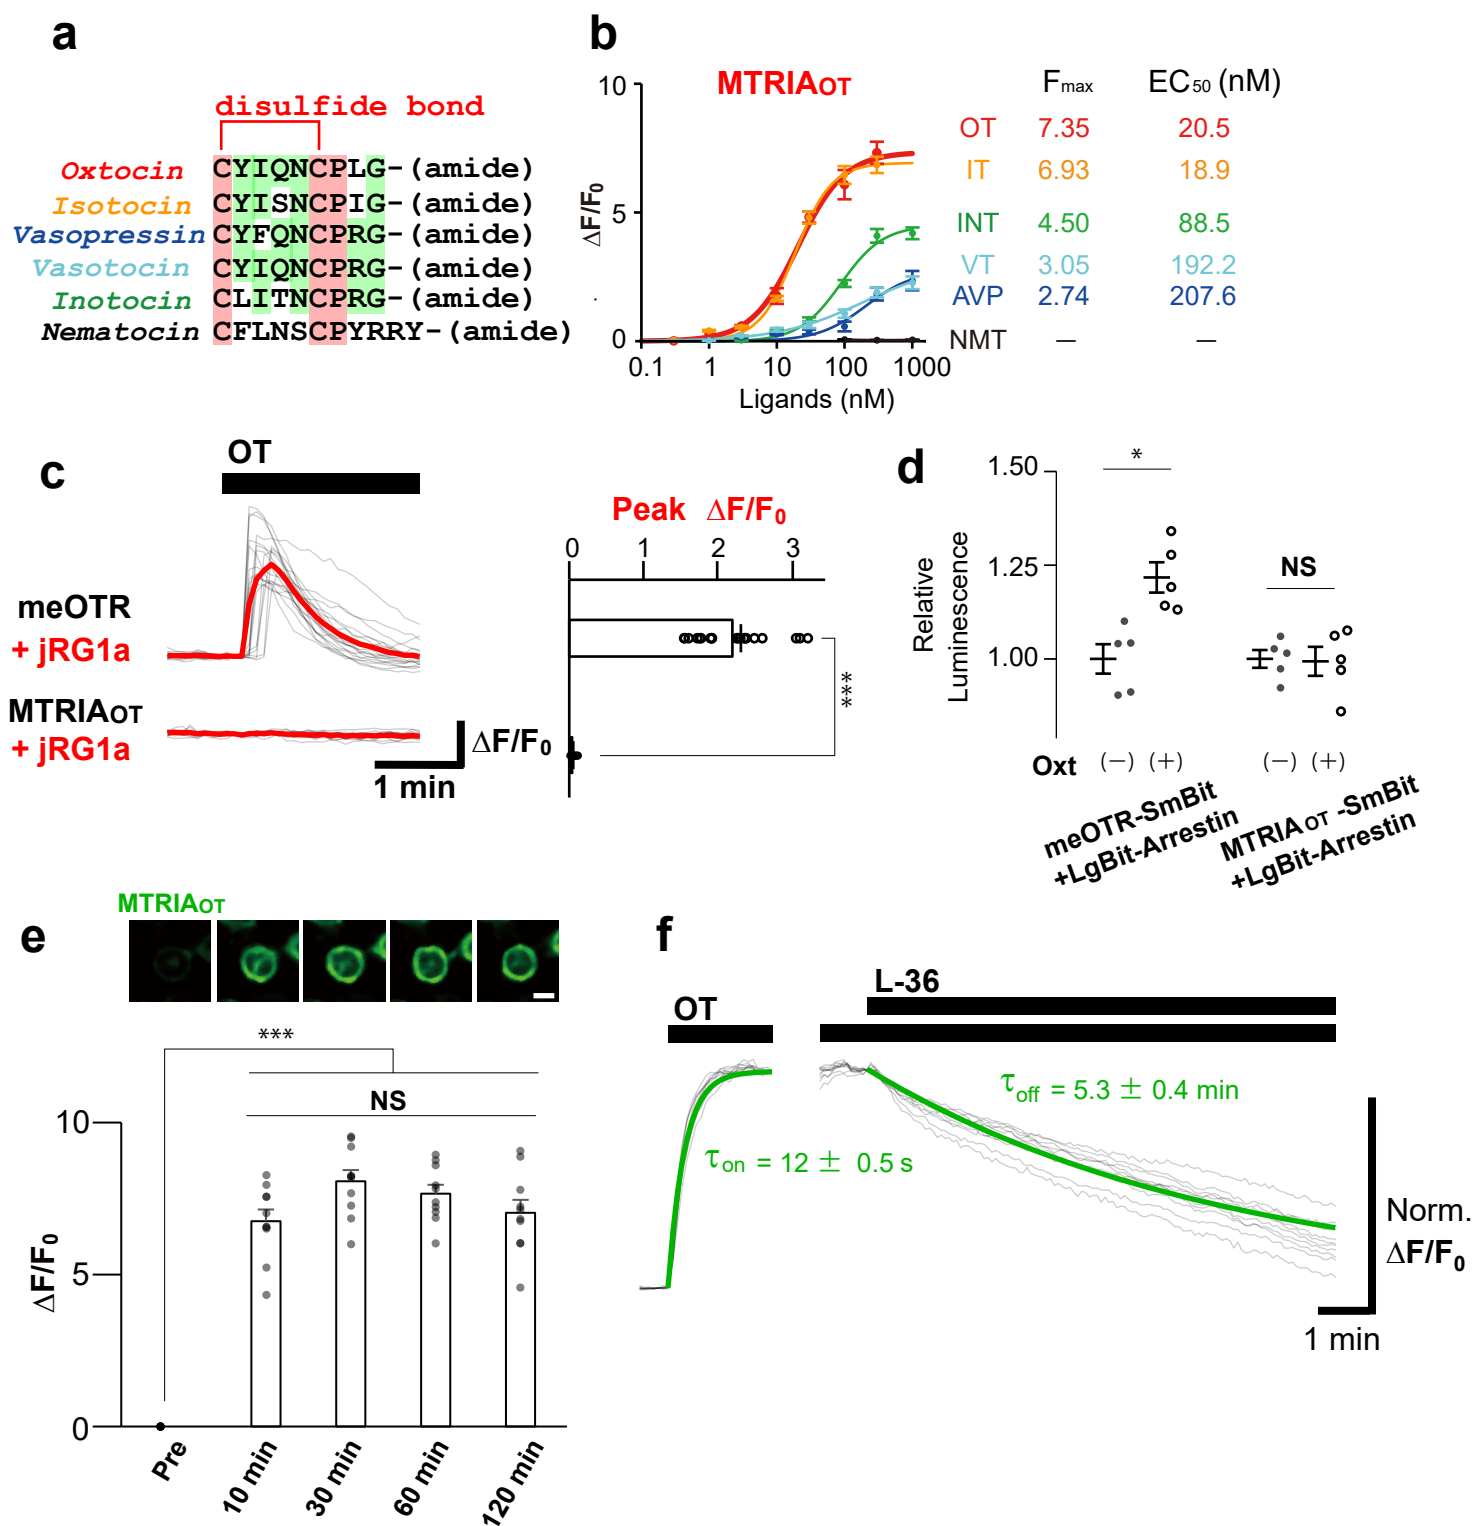 a
disulfide bond
Oxtocin CYIQNCPLG-(amide)
Isotocin CYISNCPIG-(amide)
Vasopressin CYFQNCPRG-(amide)
Vasotocin CYIQNCPRG-(amide)
Inotocin CLITNCPRG-(amide)
Nematocin CFLNSCPYRRY-(amide)
b
MTRIAOT
ΔF/F0
10
5
0
0.1 1 10 100 1000
Ligands (nM)
Fmax EC50 (nM)
OT 7.35 20.5
IT 6.93 18.9
INT 4.50 88.5
VT 3.05 192.2
AVP 2.74 207.6
NMT — —
c
OT
meOTR
+ jRG1a
MTRIAOT
+ jRG1a
ΔF/F0
1 min
Peak ΔF/F0
0 1 2 3
***
d
Relative
Luminescence
1.50
1.25
1.00
*
NS
Oxt (−) (+) (−) (+)
meOTR-SmBit
+LgBit-Arrestin
MTRIAOT -SmBit
+LgBit-Arrestin
e
MTRIAOT
***
NS
ΔF/F0
10
5
0
Pre
10 min
30 min
60 min
120 min
f
L-36
OT
τon = 12 ± 0.5 s
τoff = 5.3 ± 0.4 min
Norm.
ΔF/F0
1 min